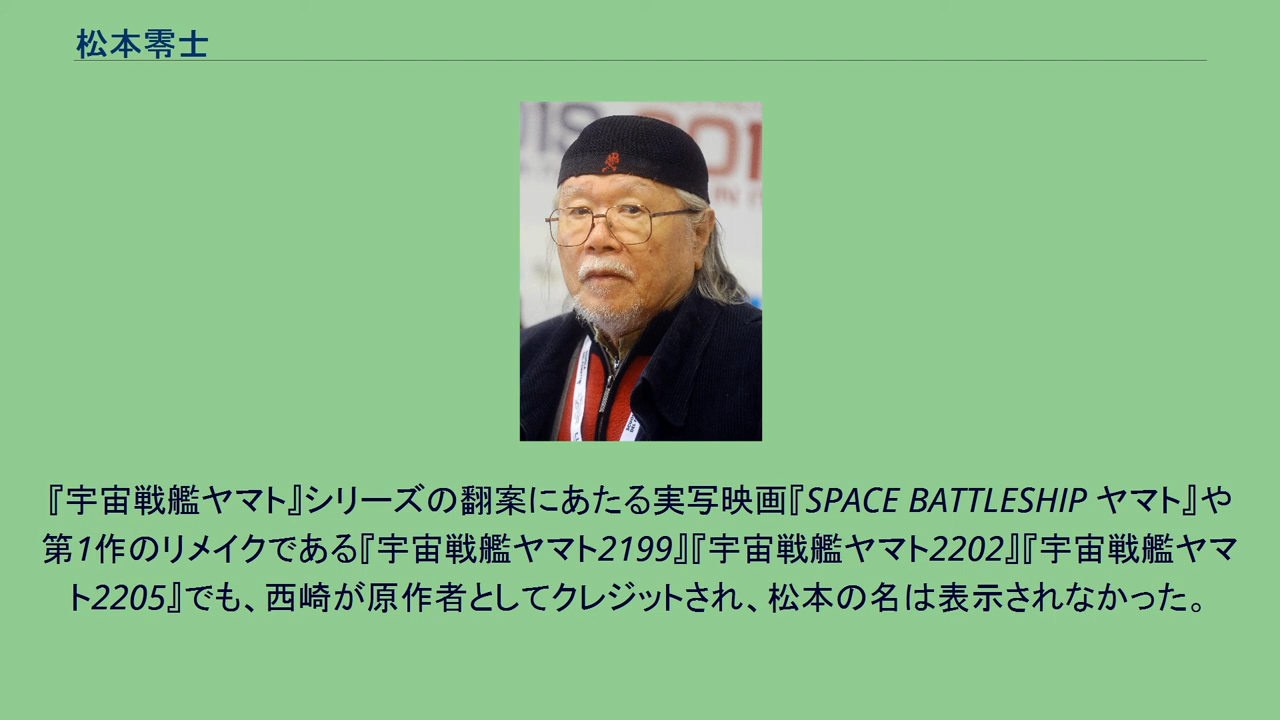 松本零士
『宇宙戦艦ヤマト』シリーズの翻案にあたる実写映画『SPACE BATTLESHIP ヤマト』や
第1作のリメイクである『宇宙戦艦ヤマト2199』『宇宙戦艦ヤマト2202』『宇宙戦艦ヤマ
ト2205』でも、西崎が原作者としてクレジットされ、松本の名は表示されなかった。